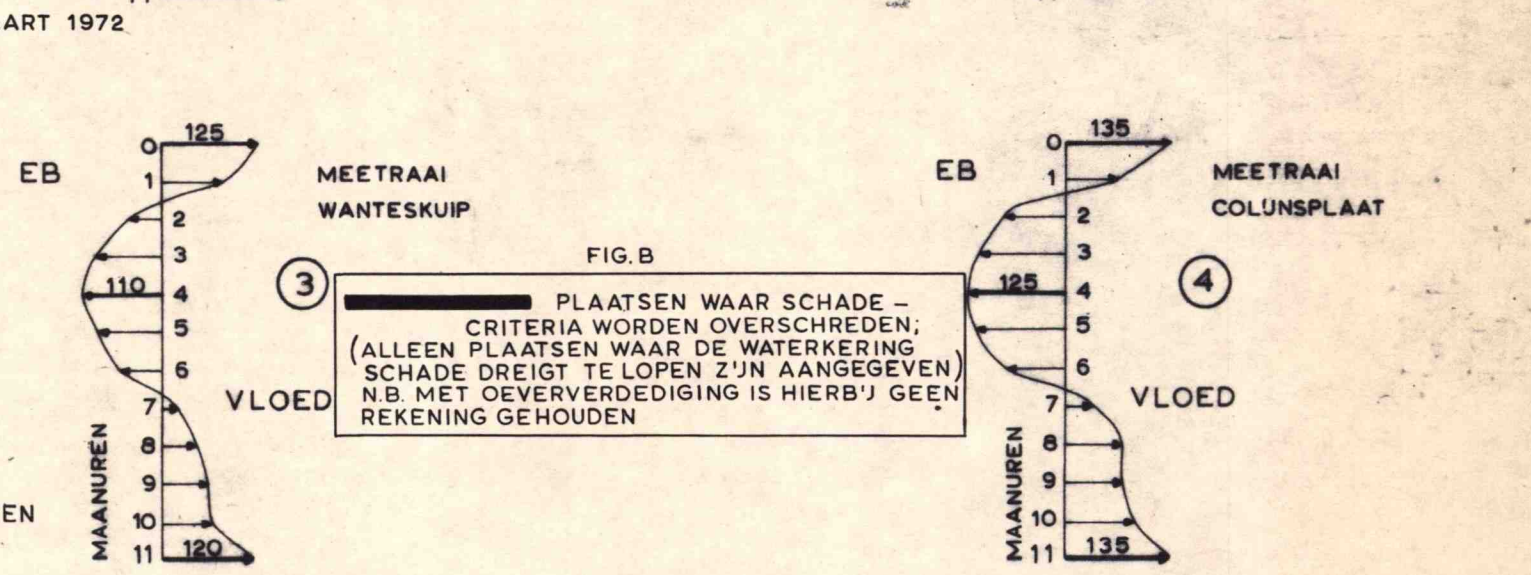 ART 1972
125
0
1
EB
2
3
110
4
5
6
7
VLOED
8
9
10
11
120
MAANUREN
EN
MEETRAAI
WANTESKUIP
3
FIG. B
PLAATSEN WAAR SCHADE –
CRITERIA WORDEN OVERSCHREDEN;
(ALLEEN PLAATSEN WAAR DE WATERKERING
SCHADE DREIGT TE LOPEN Z'JN AANGEGEVEN)
N.B. MET OEVERVERDEDIGING IS HIERB'J GEEN
REKENING GEHOUDEN
135
0
1
EB
2
3
125
4
5
6
7
VLOED
8
9
10
11
135
MAANUREN
MEETRAAI
COLIJNSPLAAT
4